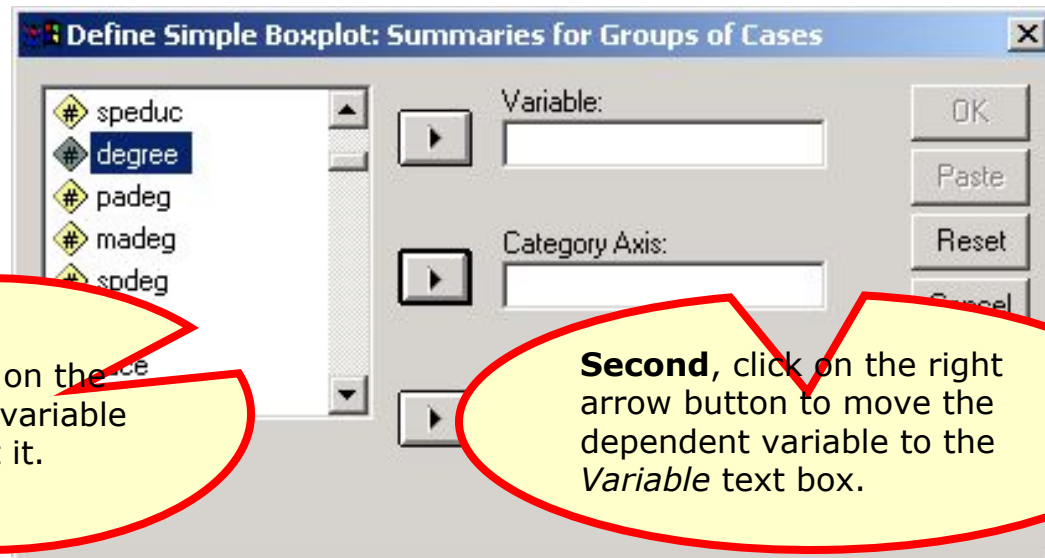 Define Simple Boxplot: Summaries for Groups of Cases
speduc
degree
padeg
madeg
spdeg
Variable:
Category Axis:
OK
Paste
Reset
Cancel
on the
variable
it.
Second, click on the right
arrow button to move the
dependent variable to the
Variable text box.